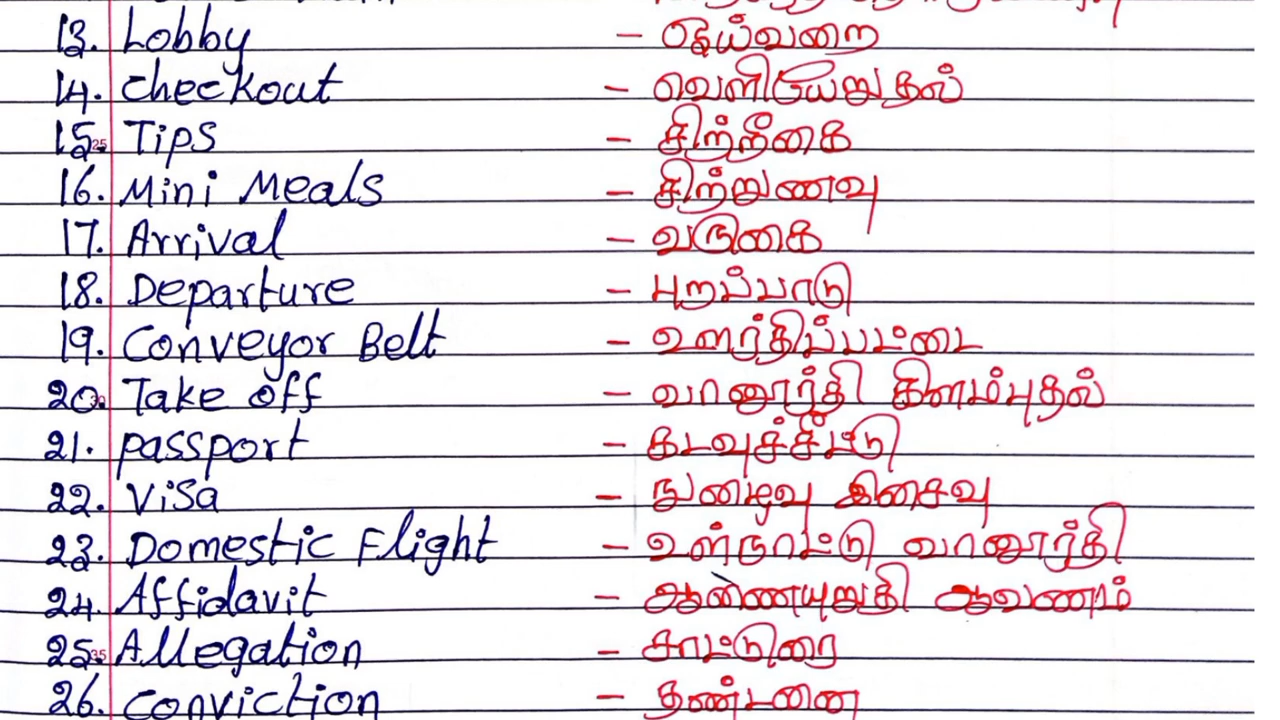 13. Lobby - ஓய்வறை
14. Checkout - வெளியேறுதல்
15. Tips - சிற்றீகை
16. Mini Meals - சிற்றுணவு
17. Arrival - வருகை
18. Departure - புறப்பாடு
19. Conveyor Belt - ஊர்திப்பட்டை
20. Take off - வானூர்தி கிளம்புதல்
21. passport - கடவுச்சீட்டு
22. Visa - நுழைவு இசைவு
23. Domestic Flight - உள்நாட்டு வானூர்தி
24. Affidavit - ஆணையுறுதி ஆவணம்
25. Allegation - சாட்டுரை
26. conviction - தண்டனை